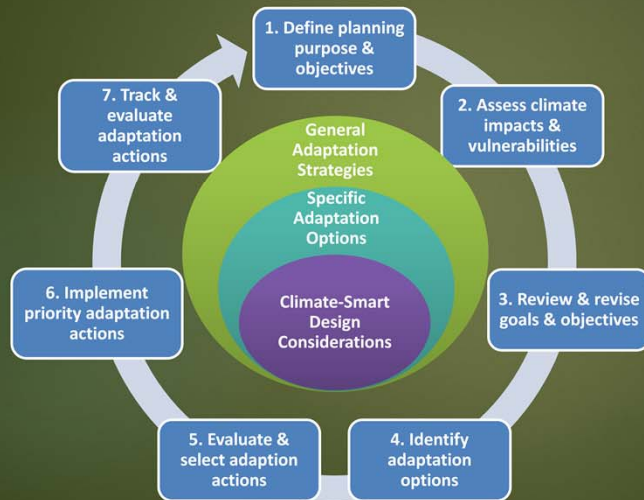 1. Define planning
purpose &
objectives
2. Assess climate
impacts &
vulnerabilities
3. Review & revise
goals & objectives
4. Identify
adaptation
options
5. Evaluate &
select adaption
actions
6. Implement
priority adaptation
actions
7. Track &
evaluate
adaptation
actions
General
Adaptation
Strategies
Specific
Adaptation
Options
Climate-Smart
Design
Considerations